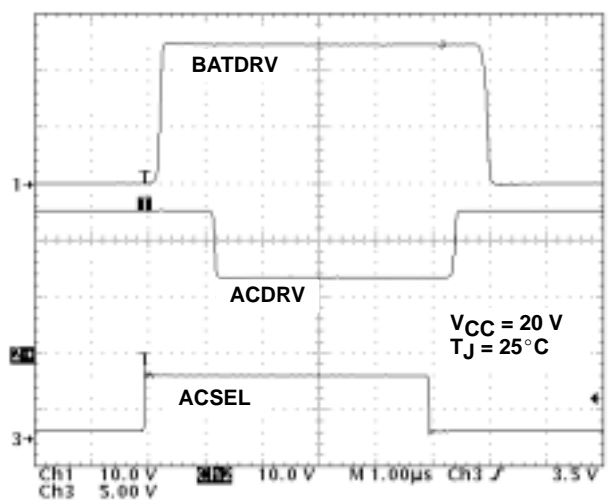 BATDRV
T
1→
ACDRV
VCC = 20 V
TJ = 25°C
2→
T
ACSEL
3→
Ch1 10.0 V Ch2 10.0 V M 1.00µs Ch3 3.5 V
Ch3 5.00 V